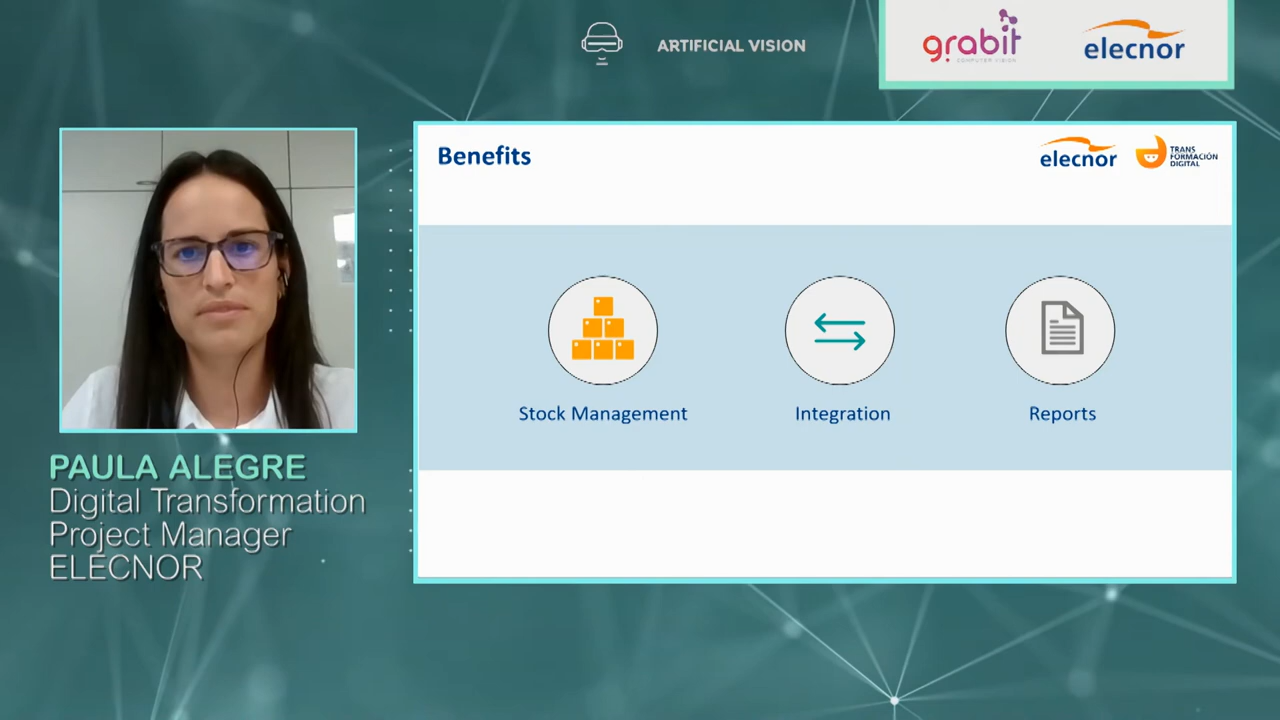 ARTIFICIAL VISION
grabit
COMPUTER VISION
elecnor
Benefits
elecnor
TRANS
FORMACIÓN
DIGITAL
Stock Management
Integration
Reports
PAULA ALEGRE
Digital Transformation
Project Manager
ELECNOR